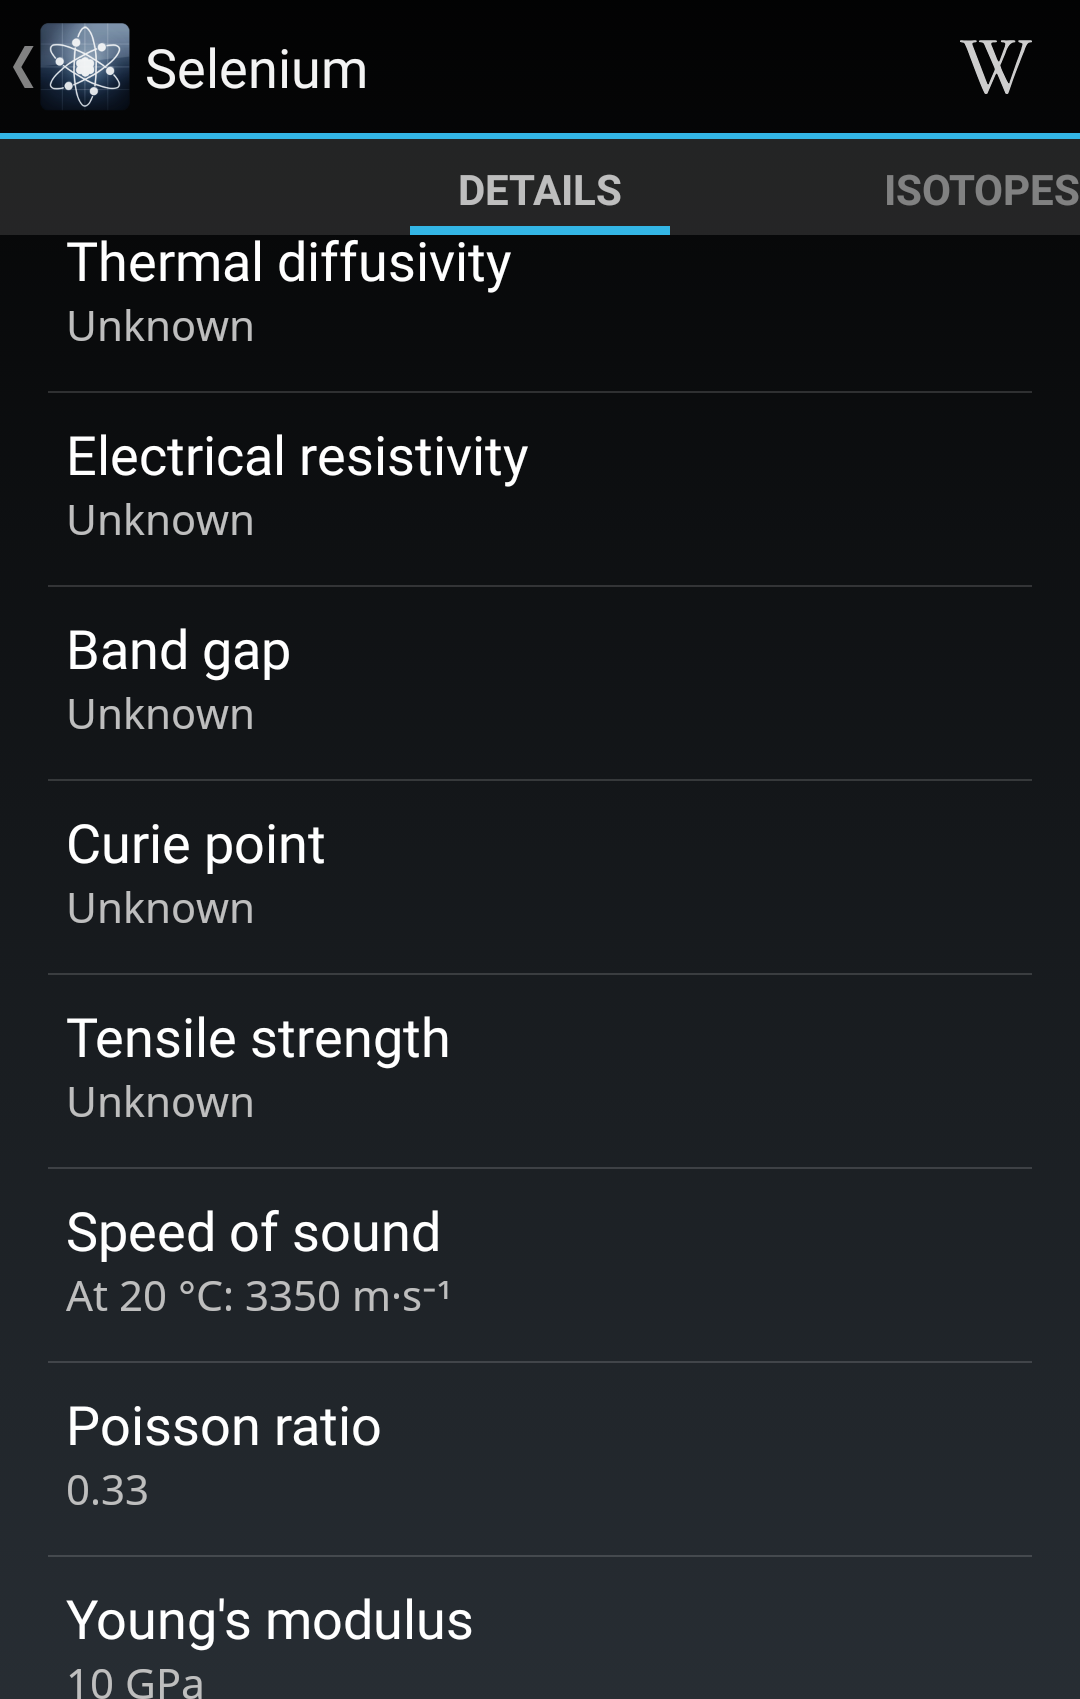 Selenium
W
DETAILS
ISOTOPES
Thermal diffusivity
Unknown
Electrical resistivity
Unknown
Band gap
Unknown
Curie point
Unknown
Tensile strength
Unknown
Speed of sound
At 20 °C: 3350 m·s⁻¹
Poisson ratio
0.33
Young's modulus
10 GPa